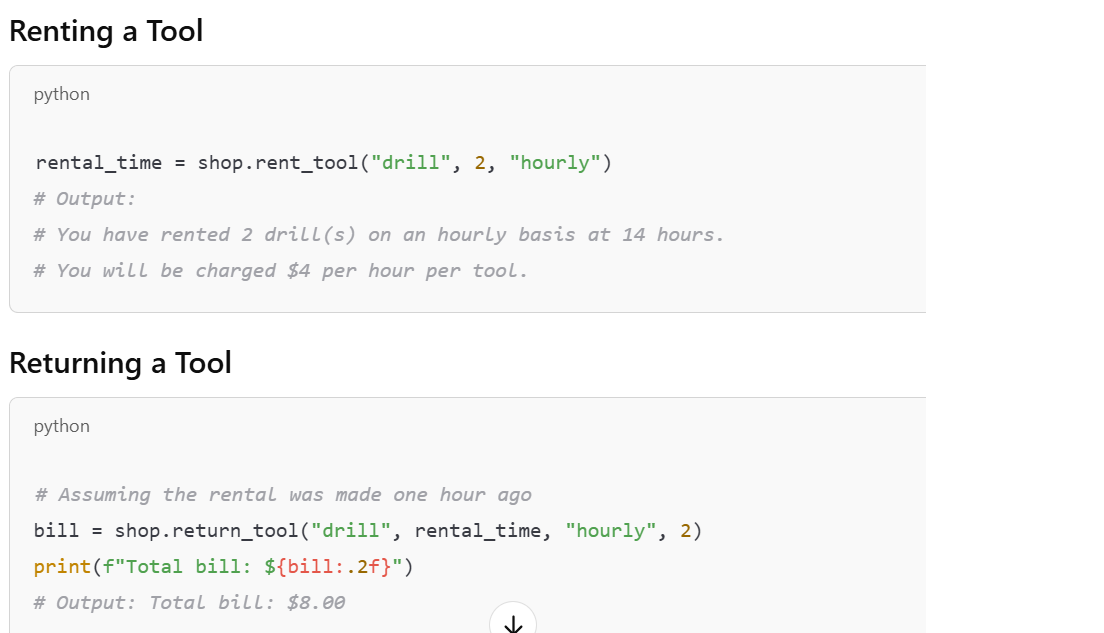 Renting a Tool
python
rental_time = shop.rent_tool("drill", 2, "hourly")
# Output:
# You have rented 2 drill(s) on an hourly basis at 14 hours.
# You will be charged $4 per hour per tool.
Returning a Tool
python
# Assuming the rental was made one hour ago
bill = shop.return_tool("drill", rental_time, "hourly", 2)
print(f"Total bill: ${bill:.2f}")
# Output: Total bill: $8.00